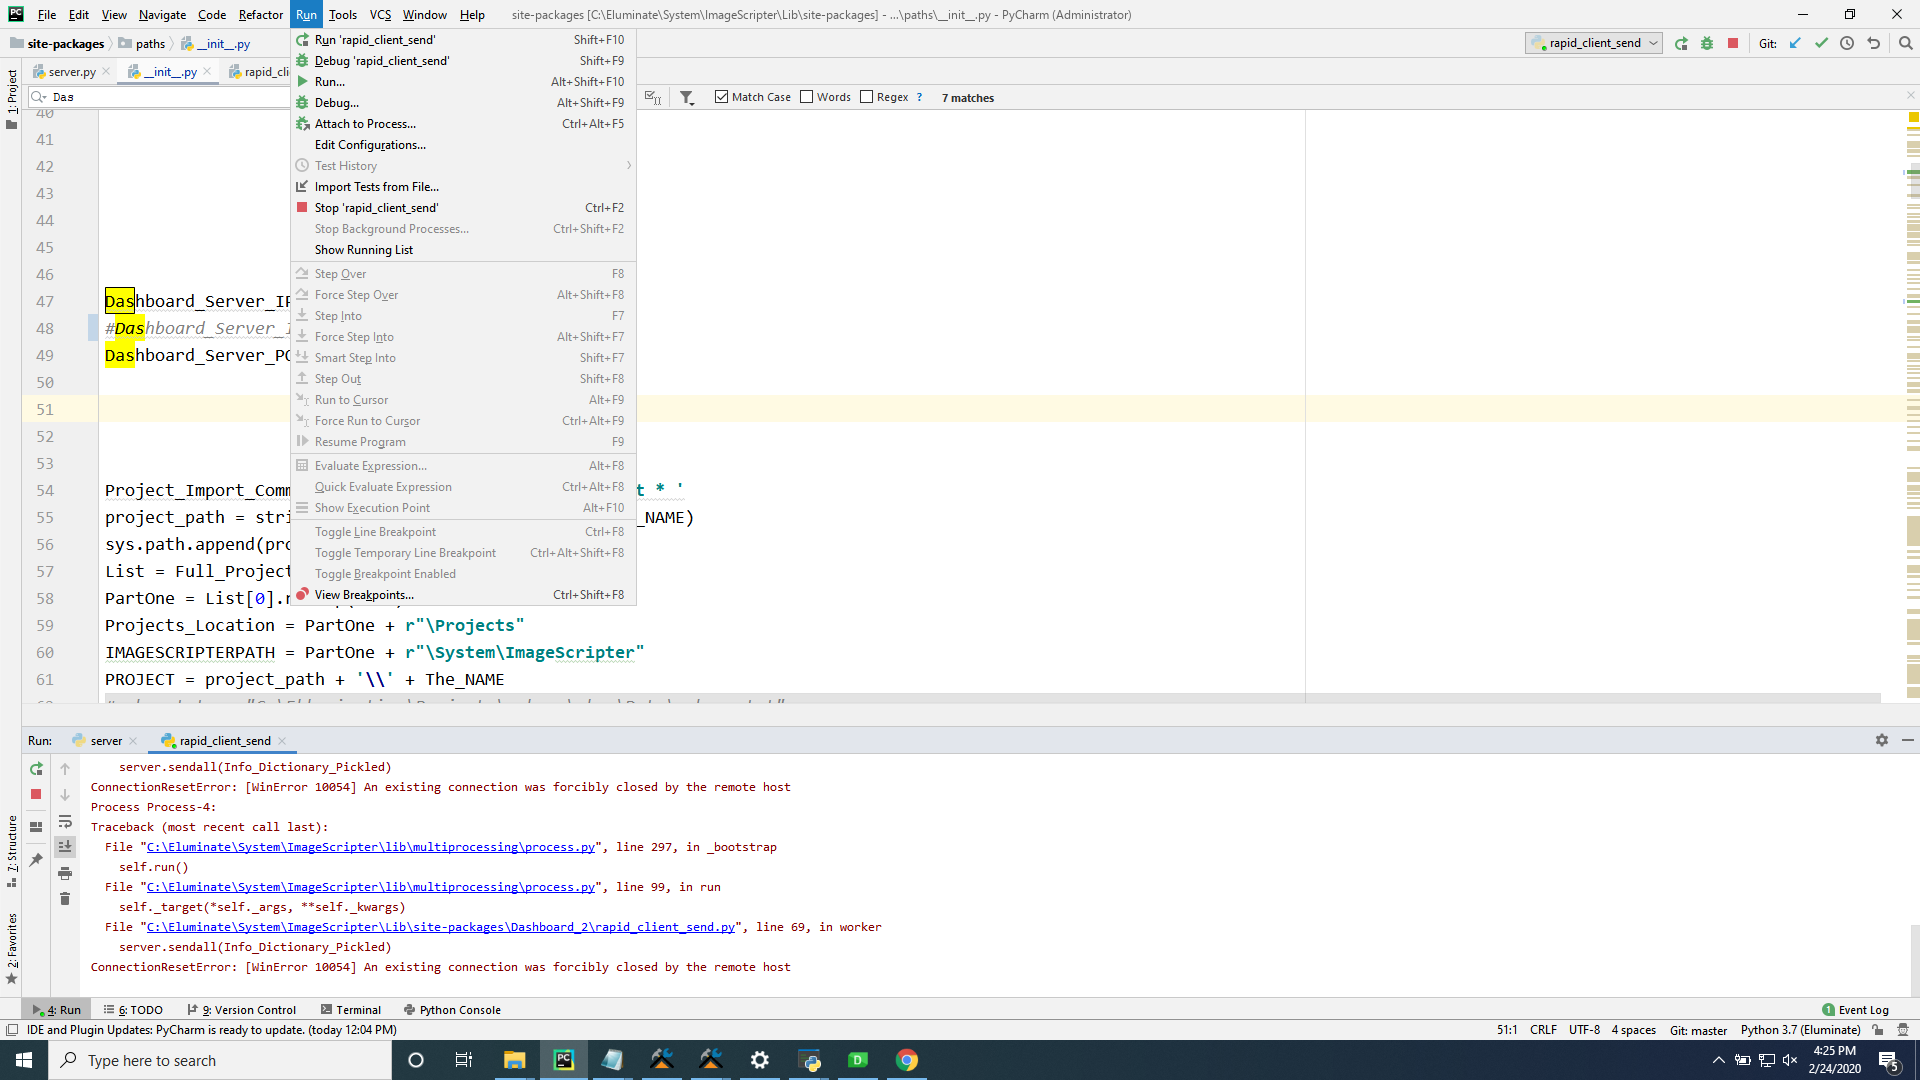 PC File Edit View Navigate Code Refactor Run Tools VCS Window Help site-packages [C:\Eluminate\System\ImageScripter\Lib\site-packages] - ...\paths\__init__.py - PyCharm (Administrator)
site-packages paths __init__.py rapid_client_send Git:
server.py __init__.py rapid_cli
Das Match Case Words Regex ? 7 matches
Run 'rapid_client_send' Shift+F10
Debug 'rapid_client_send' Shift+F9
Run... Alt+Shift+F10
Debug... Alt+Shift+F9
Attach to Process... Ctrl+Alt+F5
Edit Configurations...
Test History
Import Tests from File...
Stop 'rapid_client_send' Ctrl+F2
Stop Background Processes... Ctrl+Shift+F2
Show Running List
Step Over F8
Force Step Over Alt+Shift+F8
Step Into F7
Force Step Into Alt+Shift+F7
Smart Step Into Shift+F7
Step Out Shift+F8
Run to Cursor Alt+F9
Force Run to Cursor Ctrl+Alt+F9
Resume Program F9
Evaluate Expression... Alt+F8
Quick Evaluate Expression Ctrl+Alt+F8
Show Execution Point Alt+F10
Toggle Line Breakpoint Ctrl+F8
Toggle Temporary Line Breakpoint Ctrl+Alt+Shift+F8
Toggle Breakpoint Enabled
View Breakpoints... Ctrl+Shift+F8
1: Project
40
41
42
43
44
45
46
47 Dashboard_Server_IP
48 #Dashboard_Server_I
49 Dashboard_Server_PO
50
51
52
53
54 Project_Import_Comm t * '
55 project_path = stri _NAME)
56 sys.path.append(pro
57 List = Full_Project
58 PartOne = List[0].r
59 Projects_Location = PartOne + r"\Projects"
60 IMAGESCRIPTERPATH = PartOne + r"\System\ImageScripter"
61 PROJECT = project_path + '\\' + The_NAME
Run: server rapid_client_send
server.sendall(Info_Dictionary_Pickled)
ConnectionResetError: [WinError 10054] An existing connection was forcibly closed by the remote host
Process Process-4:
Traceback (most recent call last):
File "C:\Eluminate\System\ImageScripter\lib\multiprocessing\process.py", line 297, in _bootstrap
self.run()
File "C:\Eluminate\System\ImageScripter\lib\multiprocessing\process.py", line 99, in run
self._target(*self._args, **self._kwargs)
File "C:\Eluminate\System\ImageScripter\Lib\site-packages\Dashboard_2\rapid_client_send.py", line 69, in worker
server.sendall(Info_Dictionary_Pickled)
ConnectionResetError: [WinError 10054] An existing connection was forcibly closed by the remote host
7: Structure
2: Favorites
4: Run 6: TODO 9: Version Control Terminal Python Console 1 Event Log
IDE and Plugin Updates: PyCharm is ready to update. (today 12:04 PM) 51:1 CRLF UTF-8 4 spaces Git: master Python 3.7 (Eluminate)
Type here to search PC D 4:25 PM
2/24/2020 5